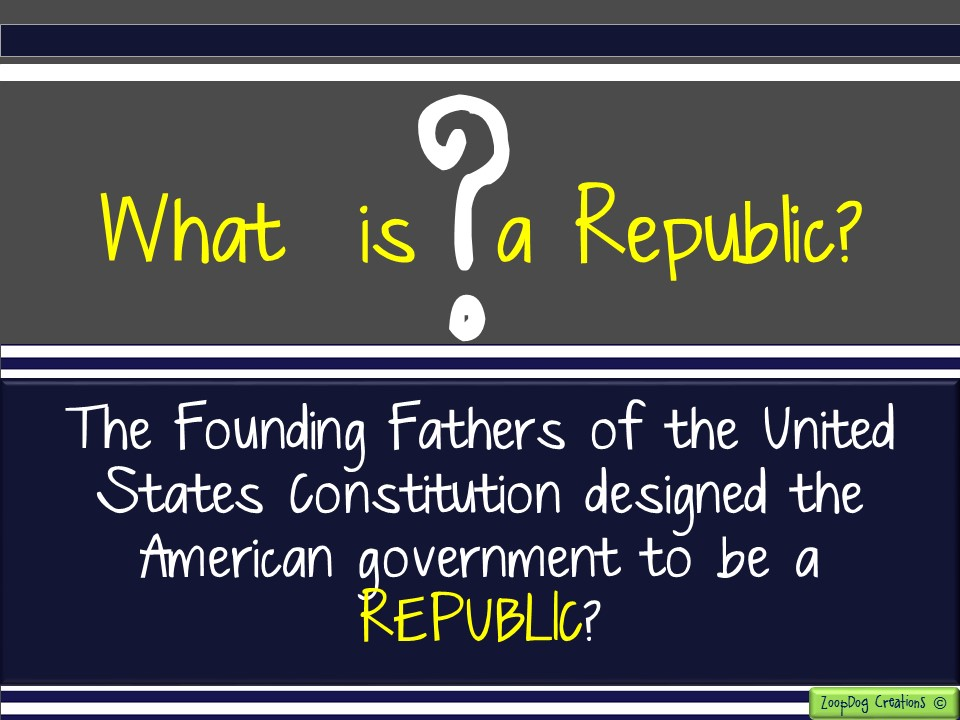 What is ? a Republic?
The Founding Fathers of the United
States Constitution designed the
American government to be a
REPUBLIC?
ZoopDog Creations ©